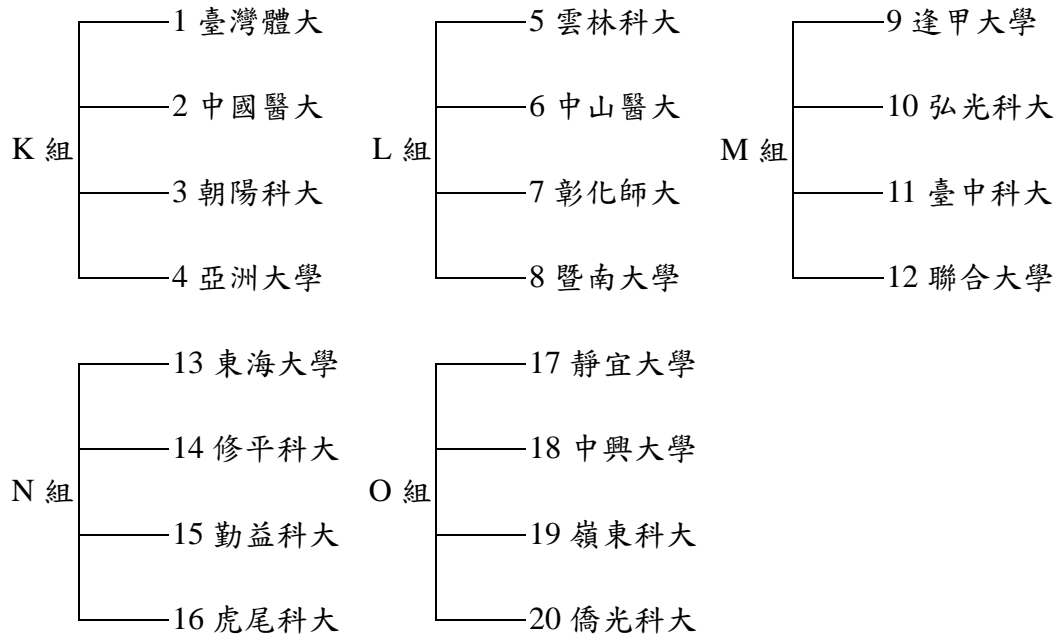 1 臺灣體大
2 中國醫大
K 組
3 朝陽科大
4 亞洲大學
5 雲林科大
6 中山醫大
L 組
7 彰化師大
8 暨南大學
9 逢甲大學
10 弘光科大
M 組
11 臺中科大
12 聯合大學
13 東海大學
14 修平科大
N 組
15 勤益科大
16 虎尾科大
17 靜宜大學
18 中興大學
O 組
19 嶺東科大
20 僑光科大